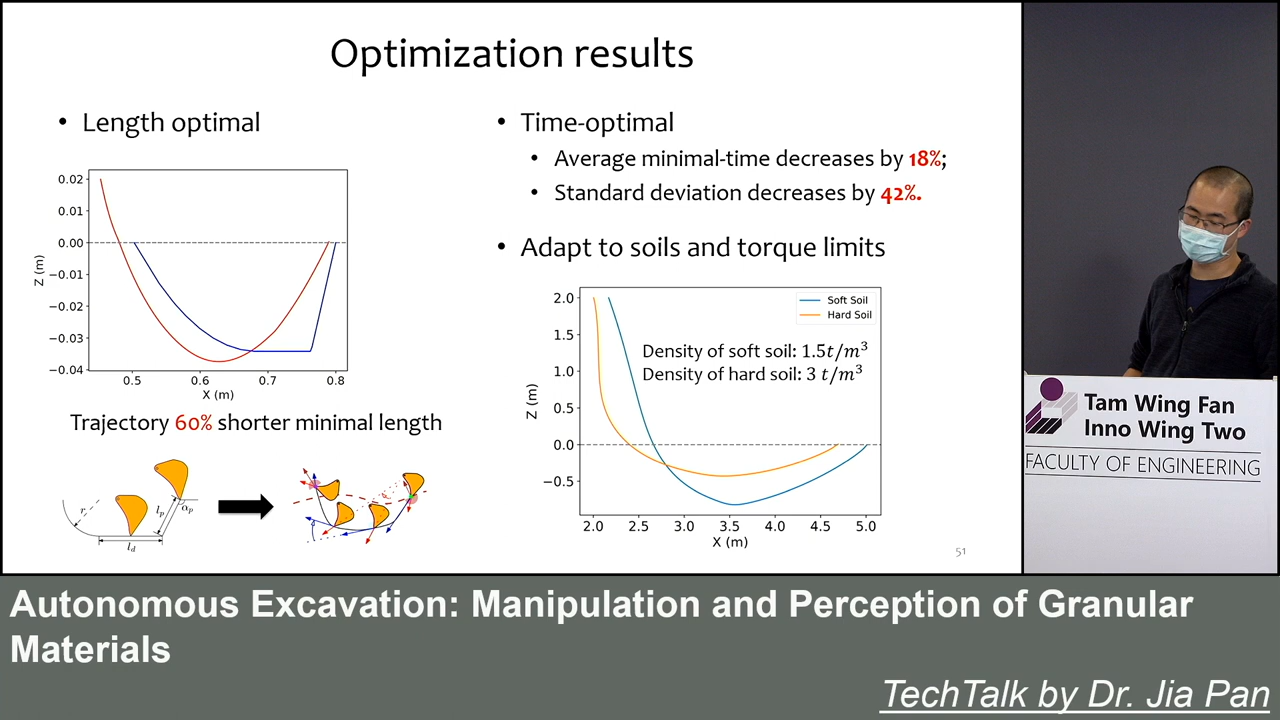 Optimization results
• Length optimal
0.02
0.01
0.00
−0.01
−0.02
−0.03
−0.04
Z (m)
0.5 0.6 0.7 0.8
X (m)
Trajectory 60% shorter minimal length
r
l_d
l_p
α_p
• Time-optimal
• Average minimal-time decreases by 18%;
• Standard deviation decreases by 42%.
• Adapt to soils and torque limits
2.0
1.5
1.0
0.5
0.0
−0.5
Z (m)
Soft Soil
Hard Soil
Density of soft soil: 1.5t/m³
Density of hard soil: 3 t/m³
2.0 2.5 3.0 3.5 4.0 4.5 5.0
X (m)
51
Tam Wing Fan
Inno Wing Two
FACULTY OF ENGINEERING
Autonomous Excavation: Manipulation and Perception of Granular
Materials
TechTalk by Dr. Jia Pan